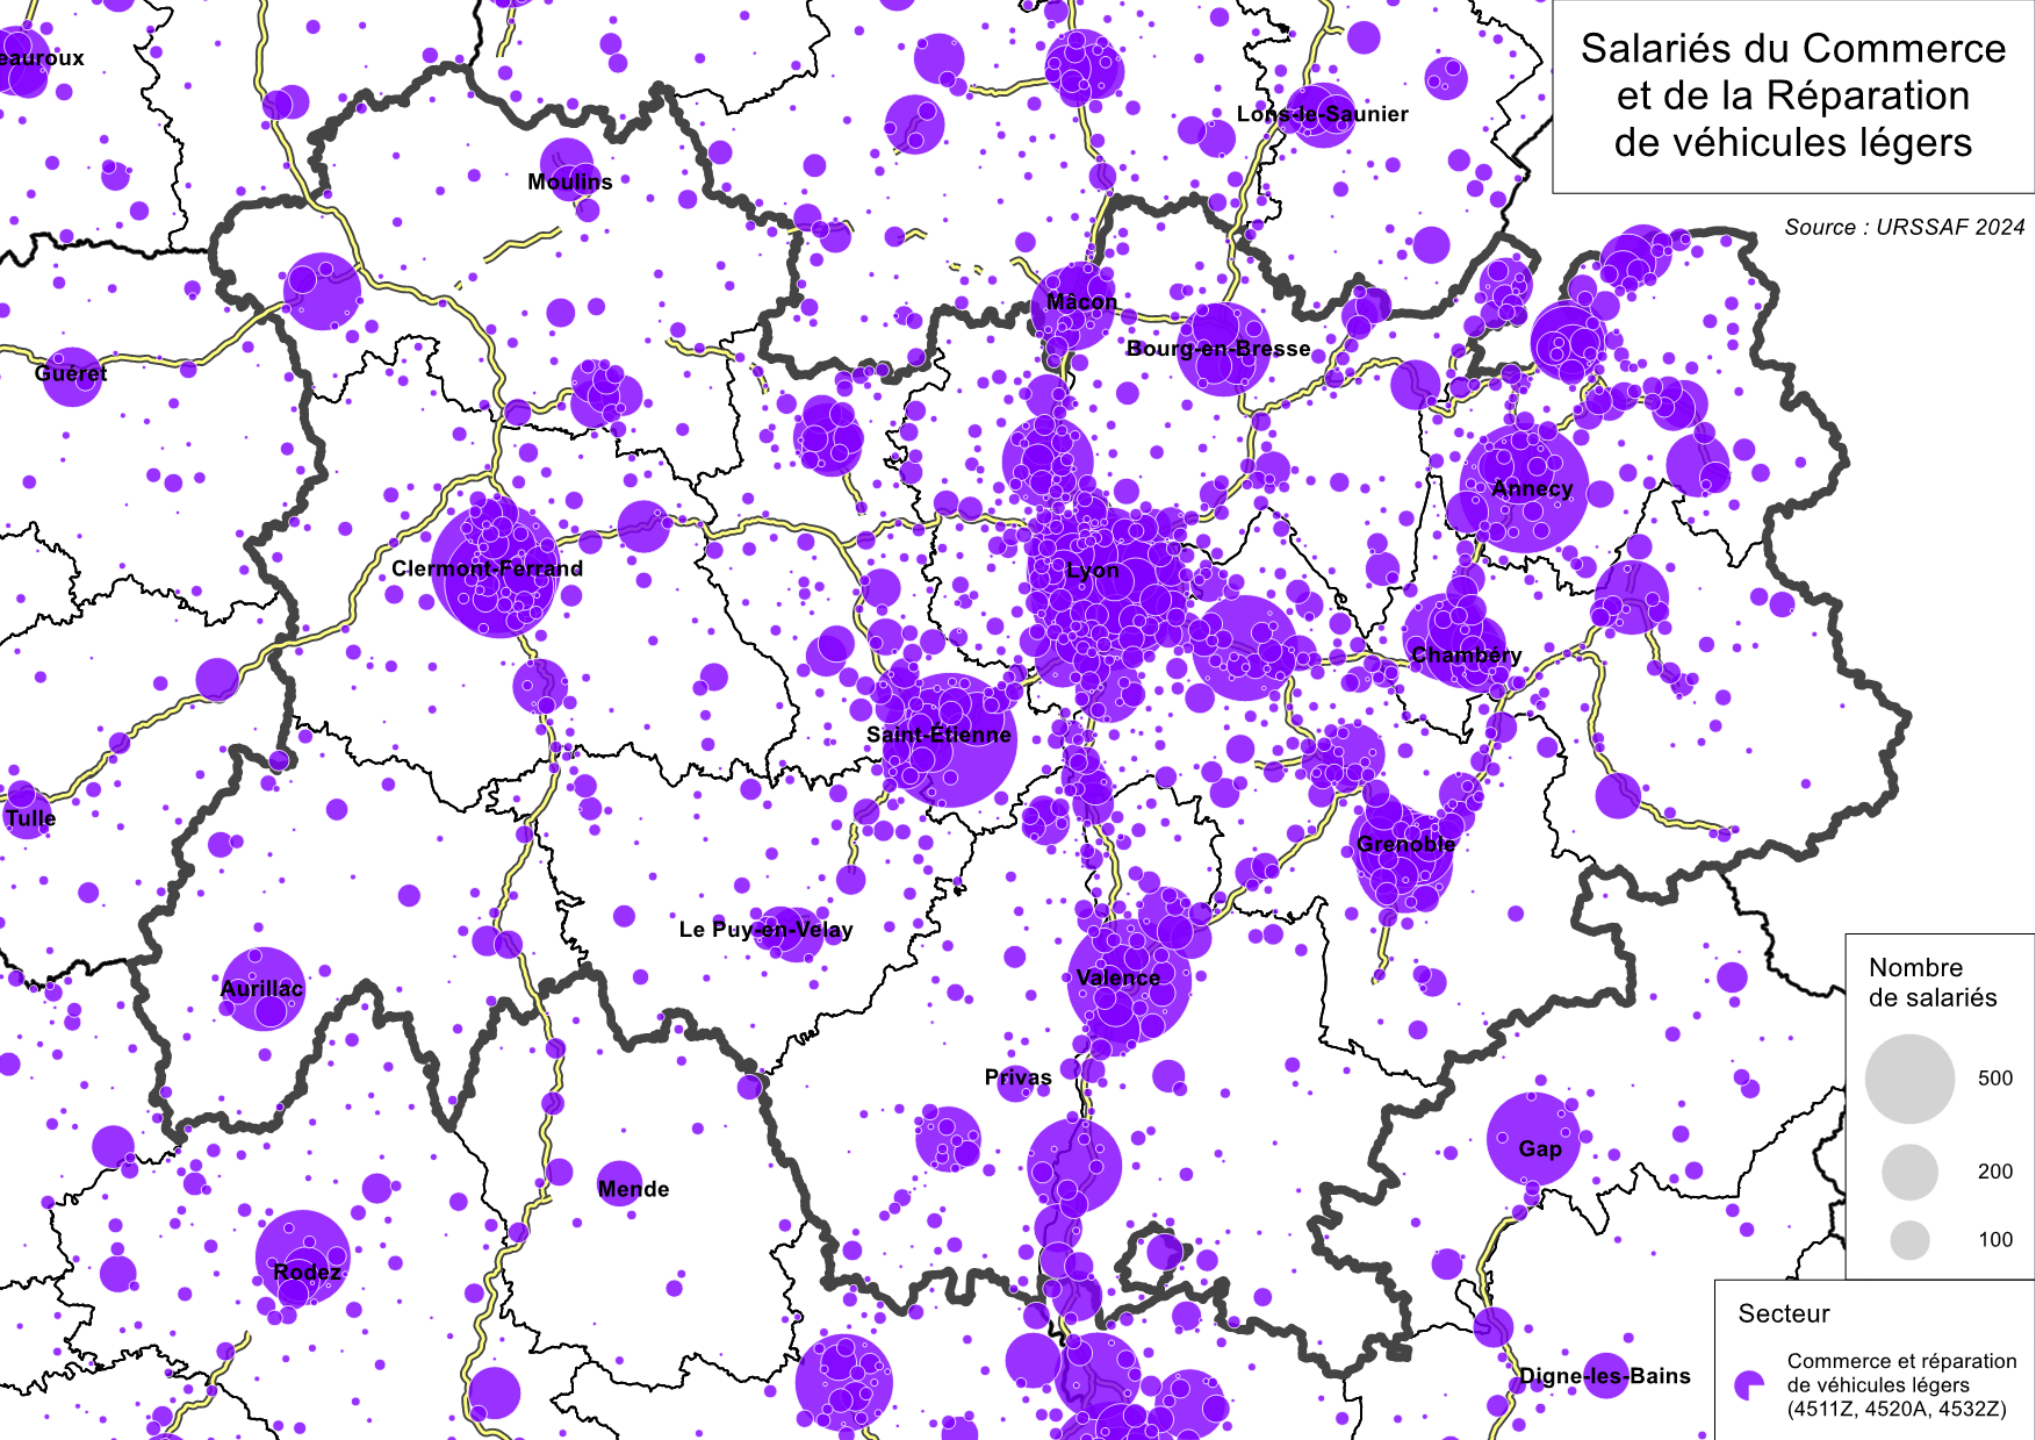 Salariés du Commerce
et de la Réparation
de véhicules légers
Source : URSSAF 2024
eauroux
Lons-le-Saunier
Moulins
Mâcon
Bourg-en-Bresse
Guéret
Annecy
Clermont-Ferrand
Lyon
Chambéry
Saint-Étienne
Tulle
Grenoble
Le Puy-en-Velay
Valence
Aurillac
Privas
Gap
Mende
Rodez
Digne-les-Bains
Nombre
de salariés
500
200
100
Secteur
Commerce et réparation
de véhicules légers
(4511Z, 4520A, 4532Z)